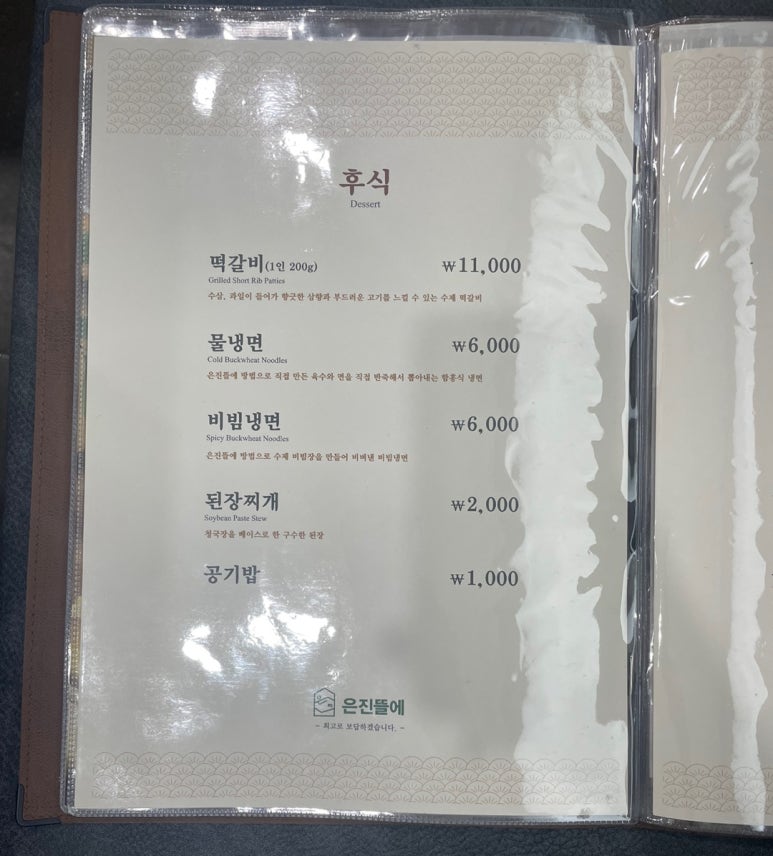 후식
Dessert
떡갈비(1인 200g) ₩11,000
Grilled Short Rib Patties
수삼, 과일이 들어가 향긋한 삼향과 부드러운 고기를 느낄 수 있는 수제 떡갈비
물냉면 ₩6,000
Cold Buckwheat Noodles
은진뜰에 방법으로 직접 만든 육수와 면을 직접 반죽해서 뽑아내는 함흥식 냉면
비빔냉면 ₩6,000
Spicy Buckwheat Noodles
은진뜰에 방법으로 수제 비빔장을 만들어 비벼낸 비빔냉면
된장찌개 ₩2,000
Soybean Paste Stew
청국장을 베이스로 한 구수한 된장
공기밥 ₩1,000
은진뜰에
- 최고로 보답하겠습니다. -